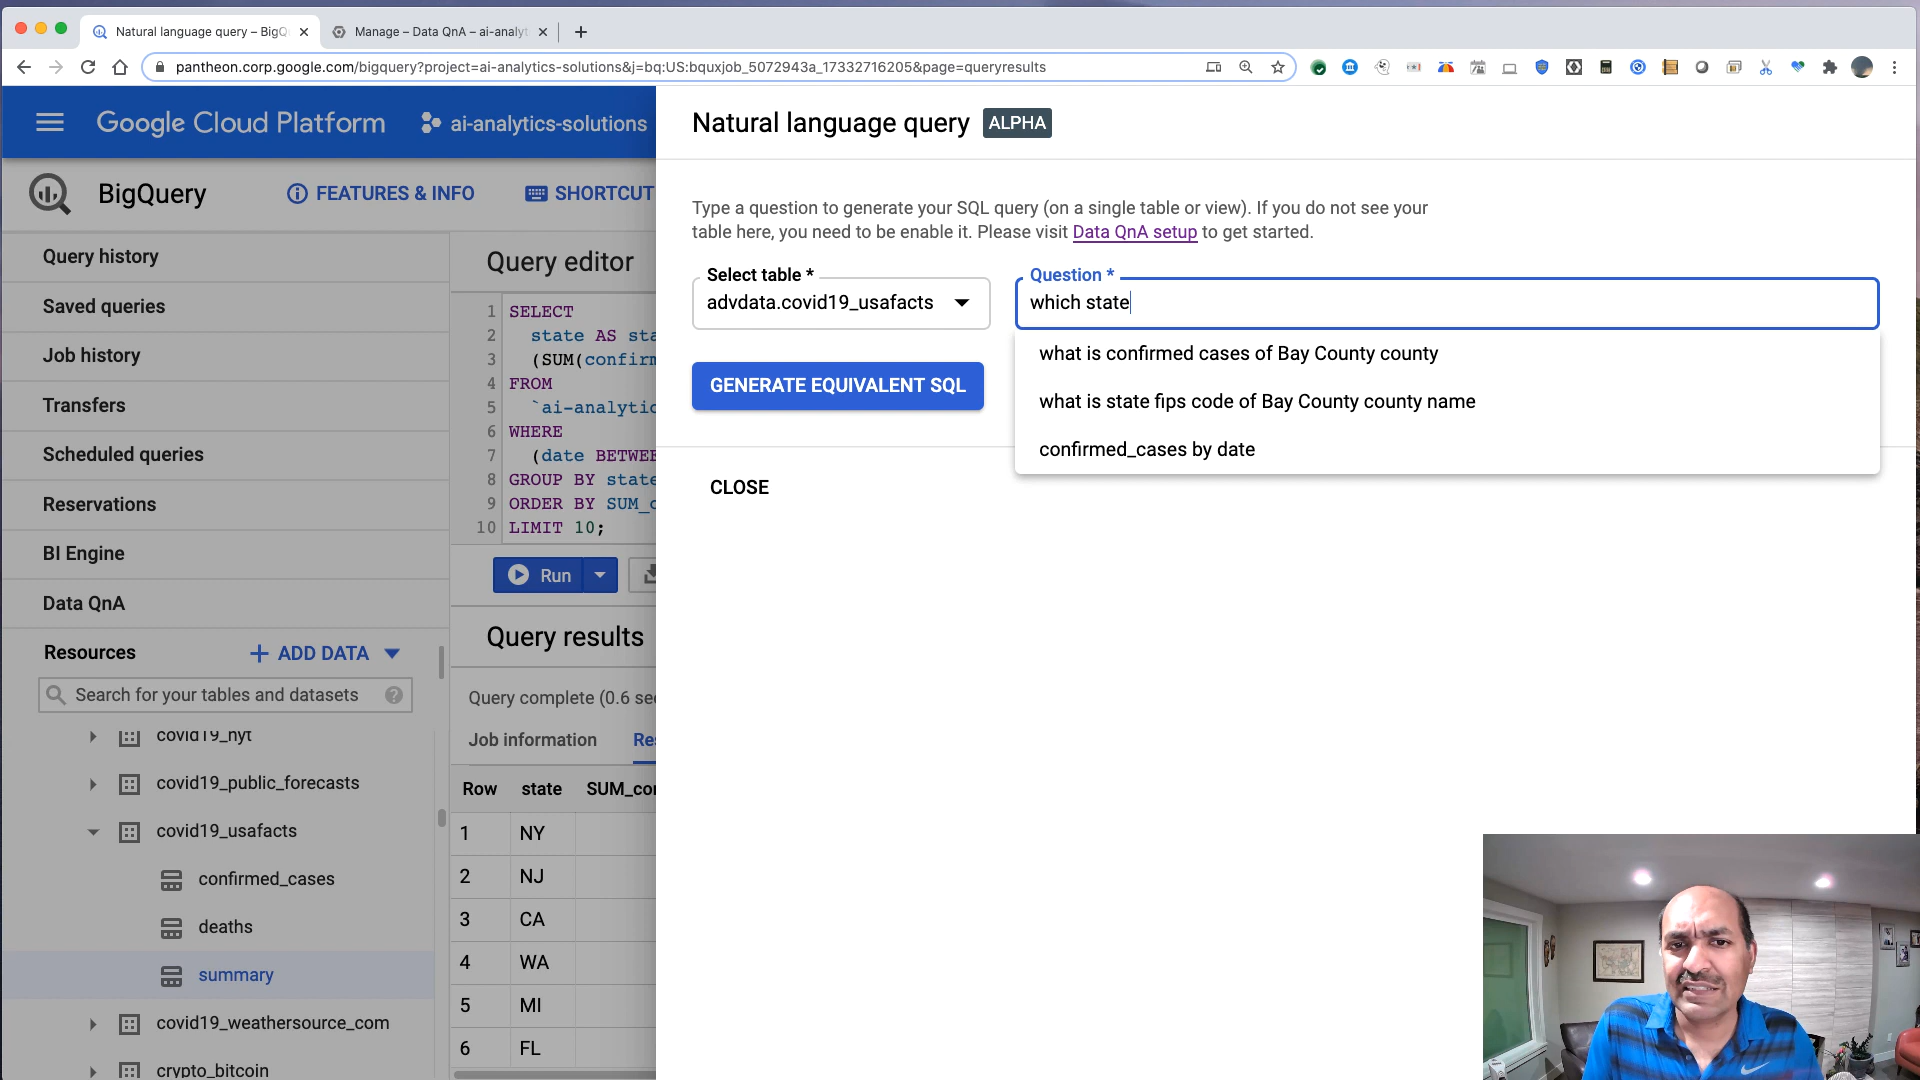 Natural language query – BigQ
Manage – Data QnA – ai-analyt
pantheon.corp.google.com/bigquery?project=ai-analytics-solutions&j=bq:US:bquxjob_5072943a_17332716205&page=queryresults
Google Cloud Platform
ai-analytics-solutions
BigQuery
FEATURES & INFO
SHORTCUT
Query history
Saved queries
Job history
Transfers
Scheduled queries
Reservations
BI Engine
Data QnA
Resources
ADD DATA
Search for your tables and datasets
covid19_nyt
covid19_public_forecasts
covid19_usafacts
confirmed_cases
deaths
summary
covid19_weathersource_com
crypto_bitcoin
Query editor
1 SELECT
2 state AS sta
3 (SUM(confirm
4 FROM
5 `ai-analytic
6 WHERE
7 (date BETWEE
8 GROUP BY state
9 ORDER BY SUM_c
10 LIMIT 10;
Run
Query results
Query complete (0.6 sec
Job information
Res
Row state SUM_con
1 NY
2 NJ
3 CA
4 WA
5 MI
6 FL
Natural language query ALPHA
Type a question to generate your SQL query (on a single table or view). If you do not see your
table here, you need to be enable it. Please visit Data QnA setup to get started.
Select table *
advdata.covid19_usafacts
Question *
which state
what is confirmed cases of Bay County county
what is state fips code of Bay County county name
confirmed_cases by date
GENERATE EQUIVALENT SQL
CLOSE